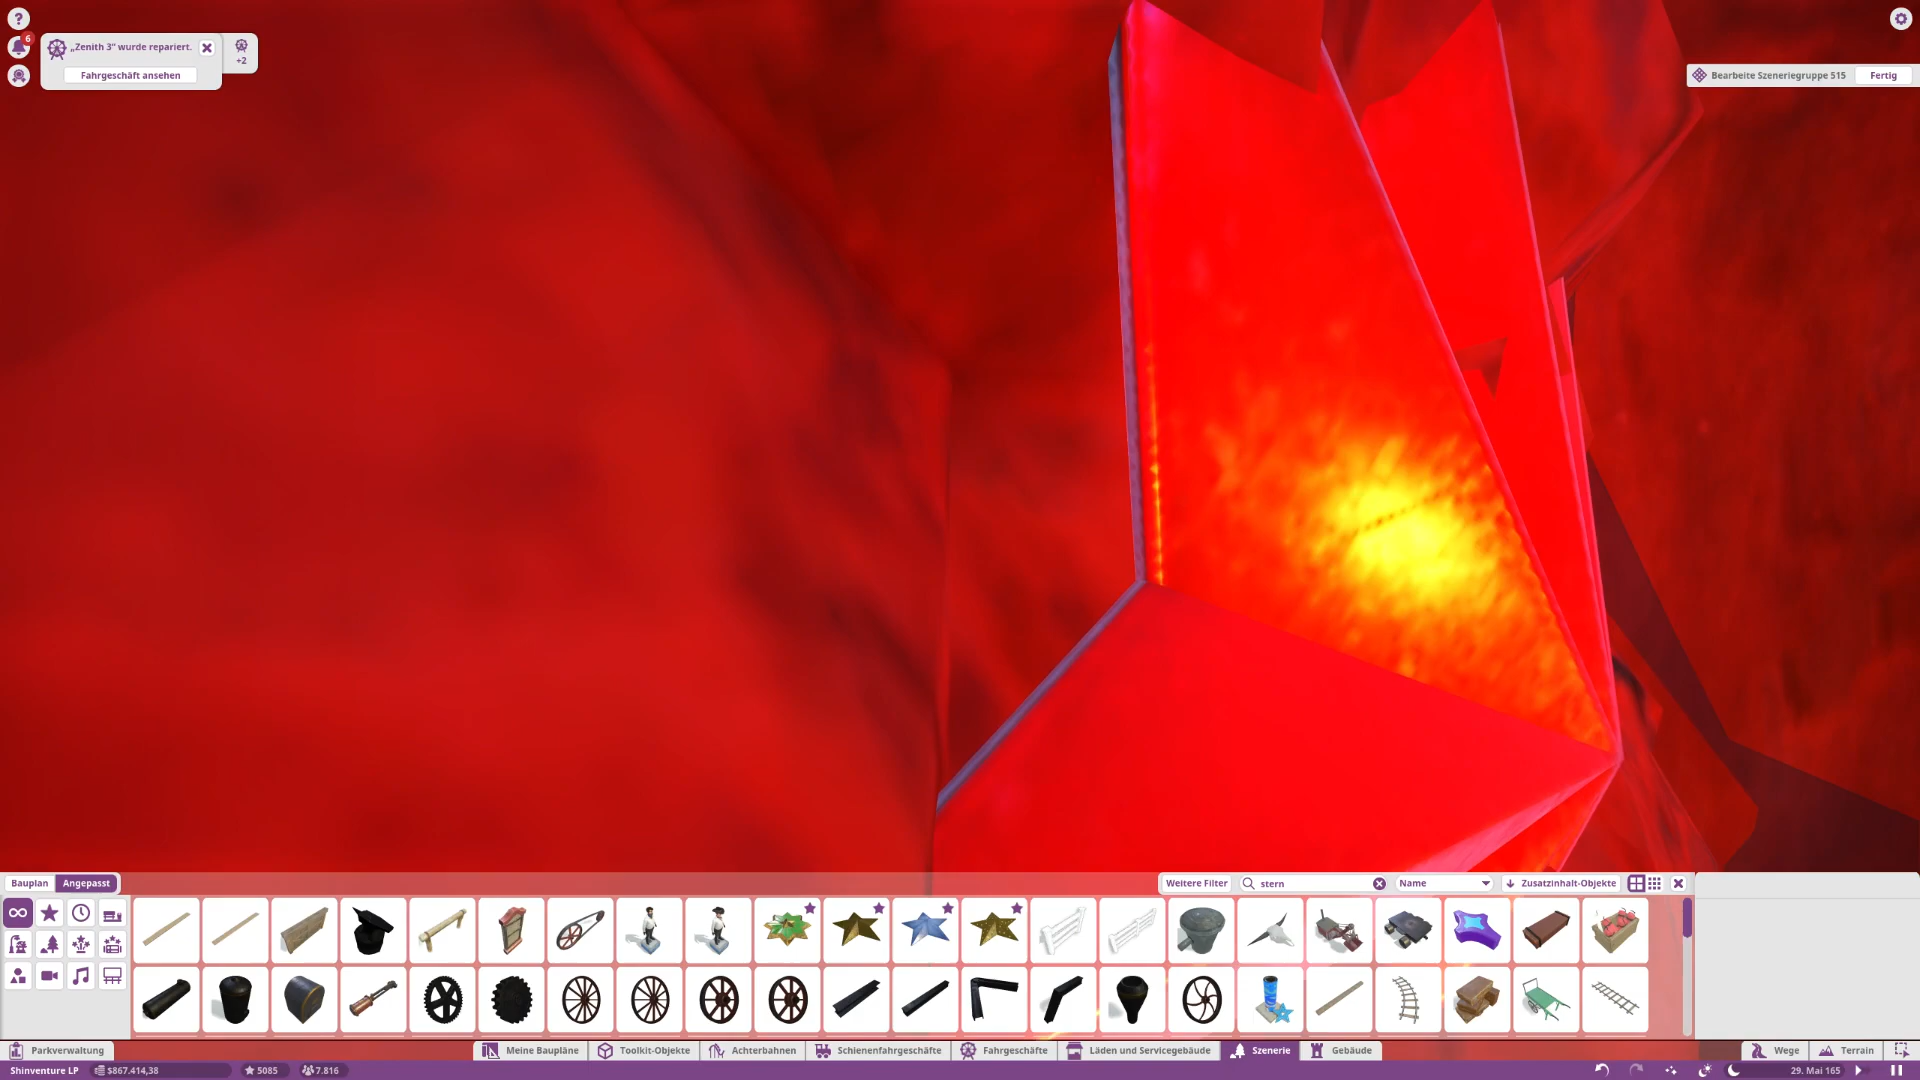 ?
6
„Zenith 3" wurde repariert.
Fahrgeschäft ansehen
+2
Bearbeite Szeneriegruppe 515
Fertig
Bauplan
Angepasst
Weitere Filter
stern
Name
Zusatzinhalt-Objekte
Parkverwaltung
Meine Baupläne
Toolkit-Objekte
Achterbahnen
Schienenfahrgeschäfte
Fahrgeschäfte
Läden und Servicegebäude
Szenerie
Gebäude
Wege
Terrain
Shinventure LP
$867.414,38
5085
7.816
29. Mai 165